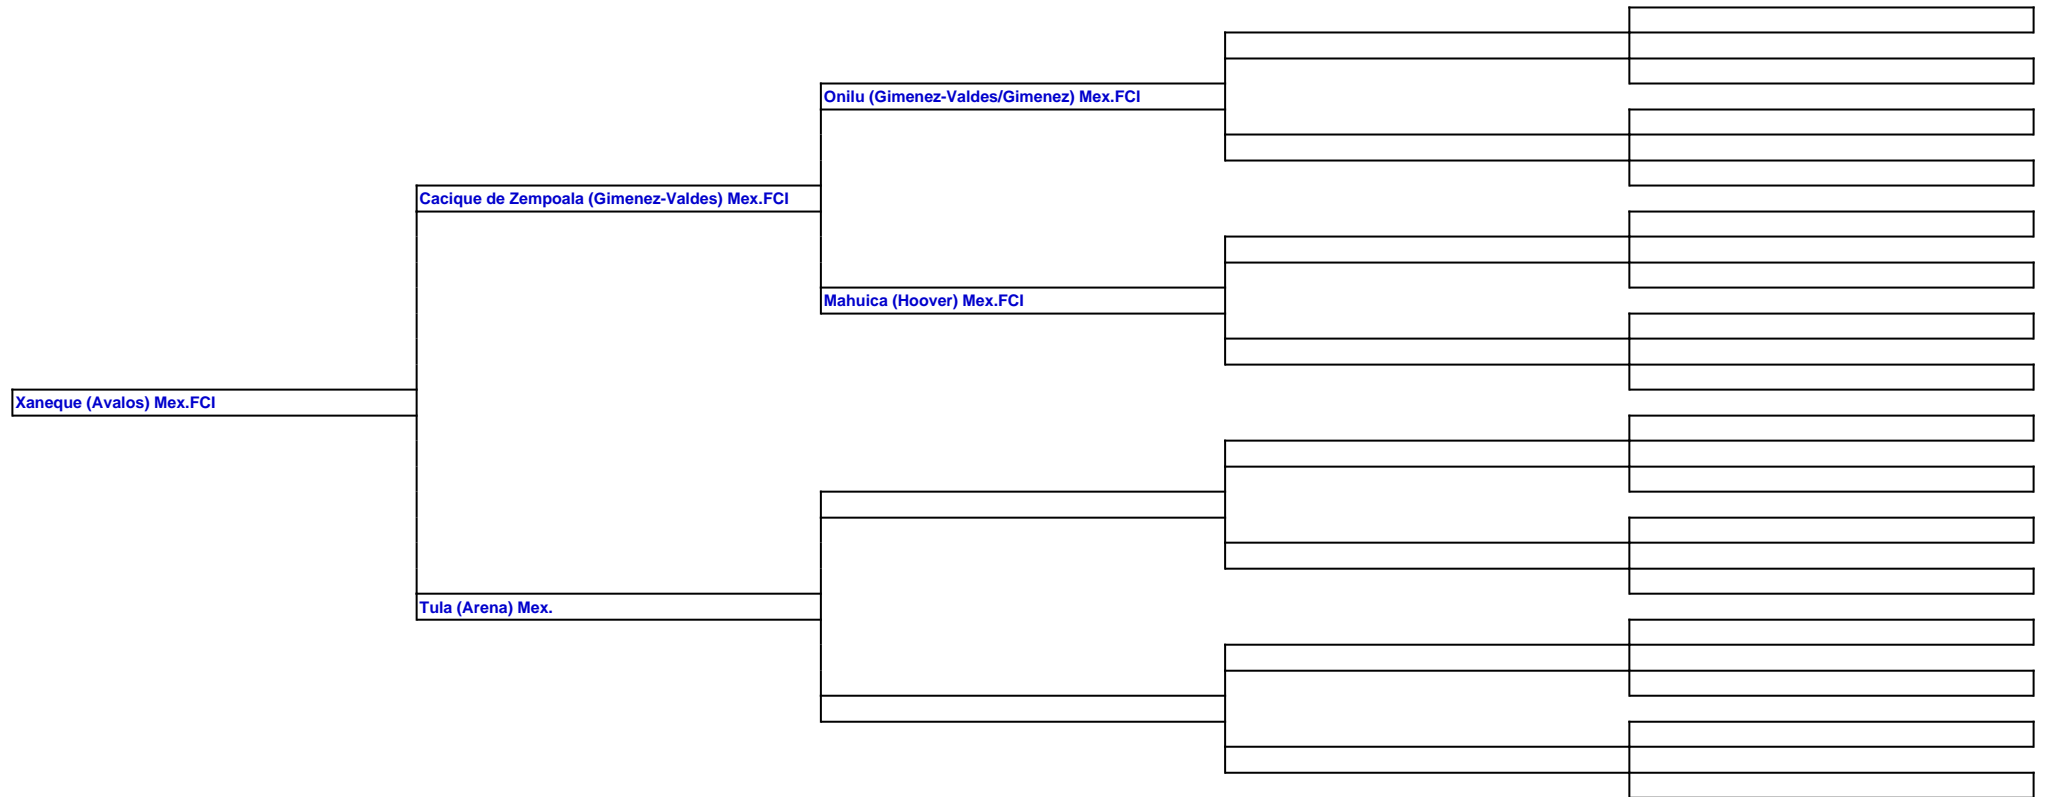 Onilu (Gimenez-Valdes/Gimenez) Mex.FCI
Cacique de Zempoala (Gimenez-Valdes) Mex.FCI
Mahuica (Hoover) Mex.FCI
Xaneque (Avalos) Mex.FCI
Tula (Arena) Mex.